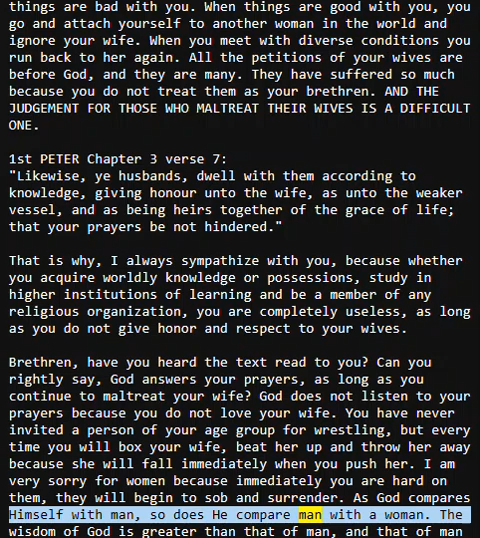 things are bad with you. When things are good with you, you
go and attach yourself to another woman in the world and
ignore your wife. When you meet with diverse conditions you
run back to her again. All the petitions of your wives are
before God, and they are many. They have suffered so much
because you do not treat them as your brethren. AND THE
JUDGEMENT FOR THOSE WHO MALTREAT THEIR WIVES IS A DIFFICULT
ONE.
1st PETER Chapter 3 verse 7:
"Likewise, ye husbands, dwell with them according to
knowledge, giving honour unto the wife, as unto the weaker
vessel, and as being heirs together of the grace of life;
that your prayers be not hindered."
That is why, I always sympathize with you, because whether
you acquire worldly knowledge or possessions, study in
higher institutions of learning and be a member of any
religious organization, you are completely useless, as long
as you do not give honor and respect to your wives.
Brethren, have you heard the text read to you? Can you
rightly say, God answers your prayers, as long as you
continue to maltreat your wife? God does not listen to your
prayers because you do not love your wife. You have never
invited a person of your age group for wrestling, but every
time you will box your wife, beat her up and throw her away
because she will fall immediately when you push her. I am
very sorry for women because immediately you are hard on
them, they will begin to sob and surrender. As God compares
Himself with man, so does He compare man with a woman. The
wisdom of God is greater than that of man, and that of man